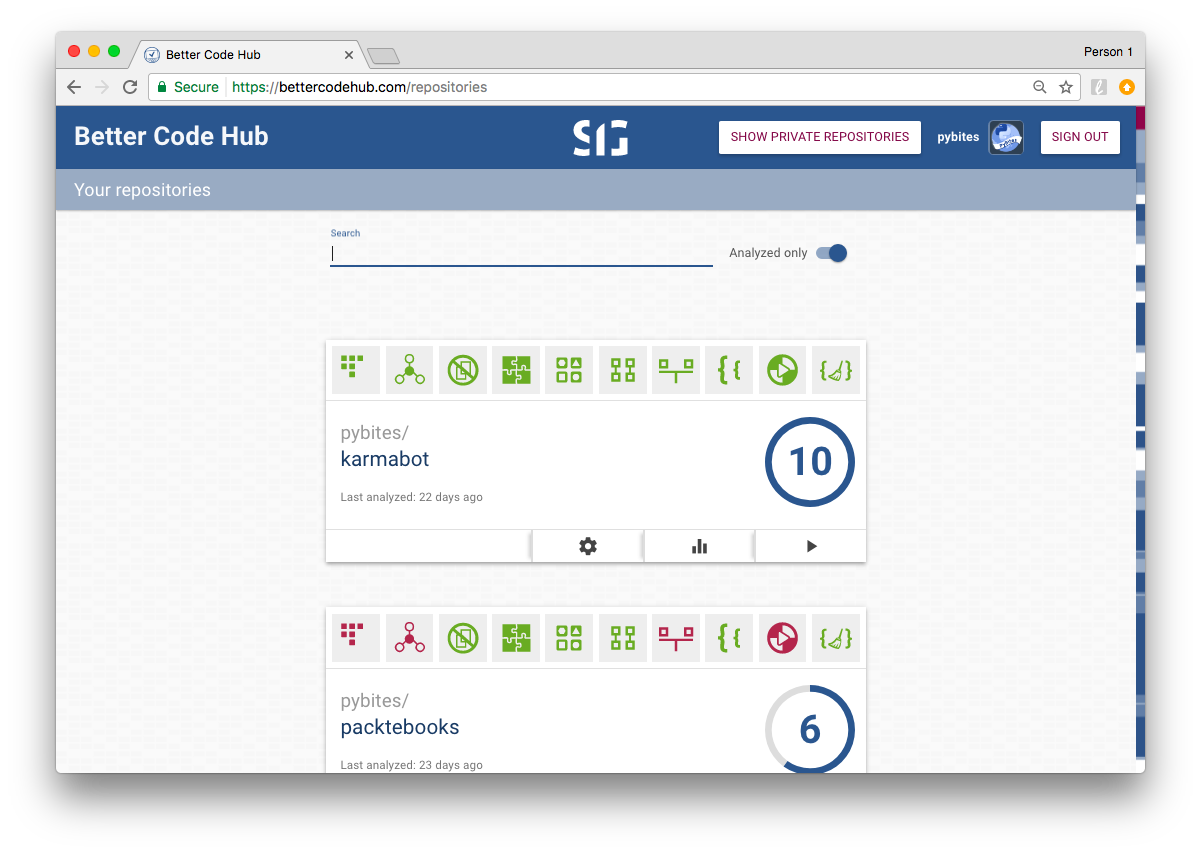 Better Code Hub
Person 1
Secure
https://bettercodehub.com/repositories
Better Code Hub
SIG
SHOW PRIVATE REPOSITORIES
pybites
SIGN OUT
Your repositories
Search
Analyzed only
pybites/
karmabot
10
Last analyzed: 22 days ago
pybites/
packtebooks
6
Last analyzed: 23 days ago